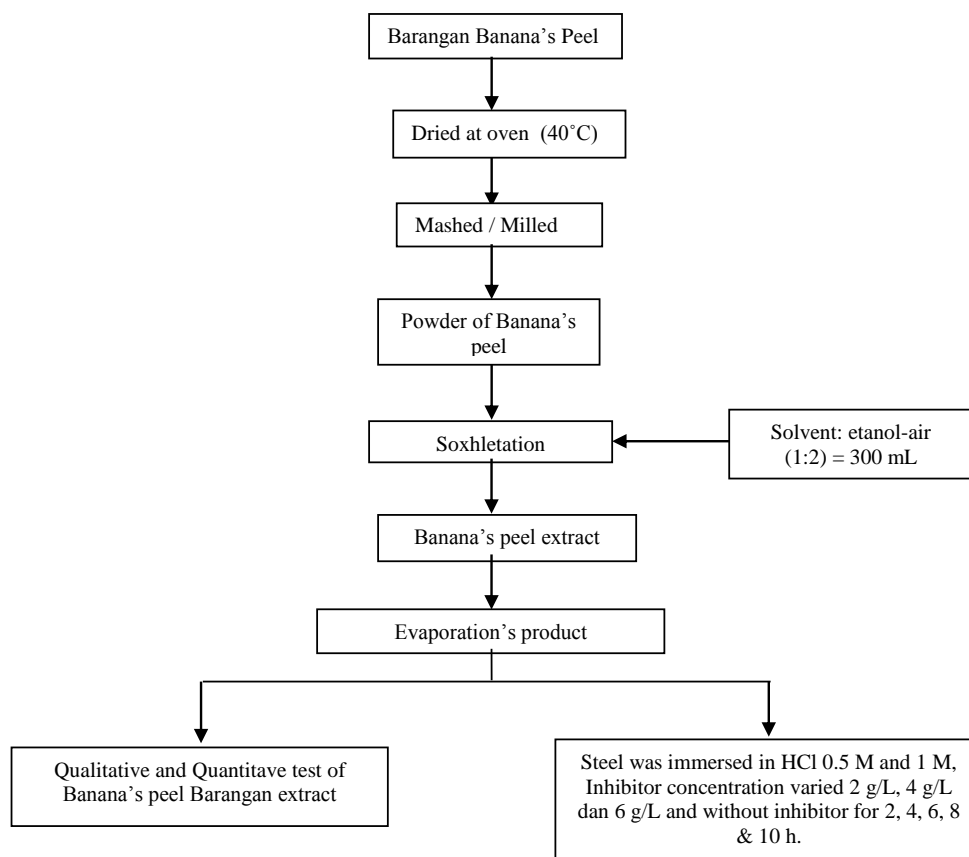 Barangan Banana’s Peel
Dried at oven  (40˚C)
Mashed / Milled
Powder of Banana’s
peel
Soxhletation
Solvent: etanol-air
(1:2) = 300 mL
Banana’s peel extract
Evaporation’s product
Qualitative and Quantitave test of
Banana’s peel Barangan extract
Steel was immersed in HCl 0.5 M and 1 M,
Inhibitor concentration varied 2 g/L, 4 g/L
dan 6 g/L and without inhibitor for 2, 4, 6, 8
& 10 h.